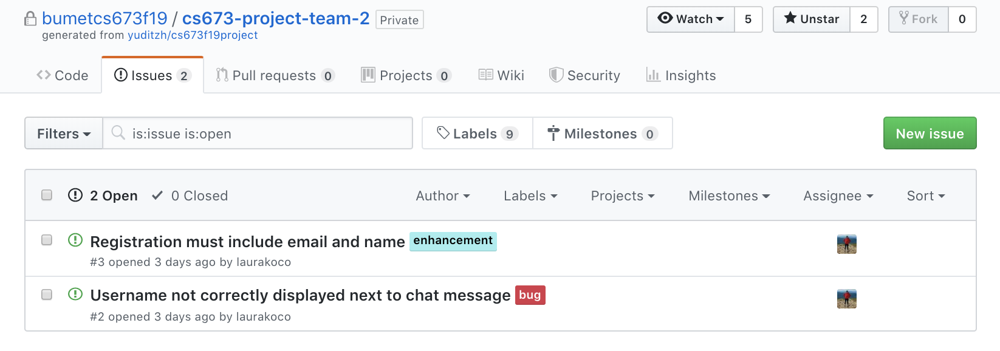 bumetcs673f19 / cs673-project-team-2 Private Watch 5 Unstar 2 Fork 0
generated from yuditzh/cs673f19project
Code Issues 2 Pull requests 0 Projects 0 Wiki Security Insights
Filters is:issue is:open Labels 9 Milestones 0 New issue
2 Open 0 Closed Author Labels Projects Milestones Assignee Sort
Registration must include email and name enhancement
#3 opened 3 days ago by laurakoco
Username not correctly displayed next to chat message bug
#2 opened 3 days ago by laurakoco